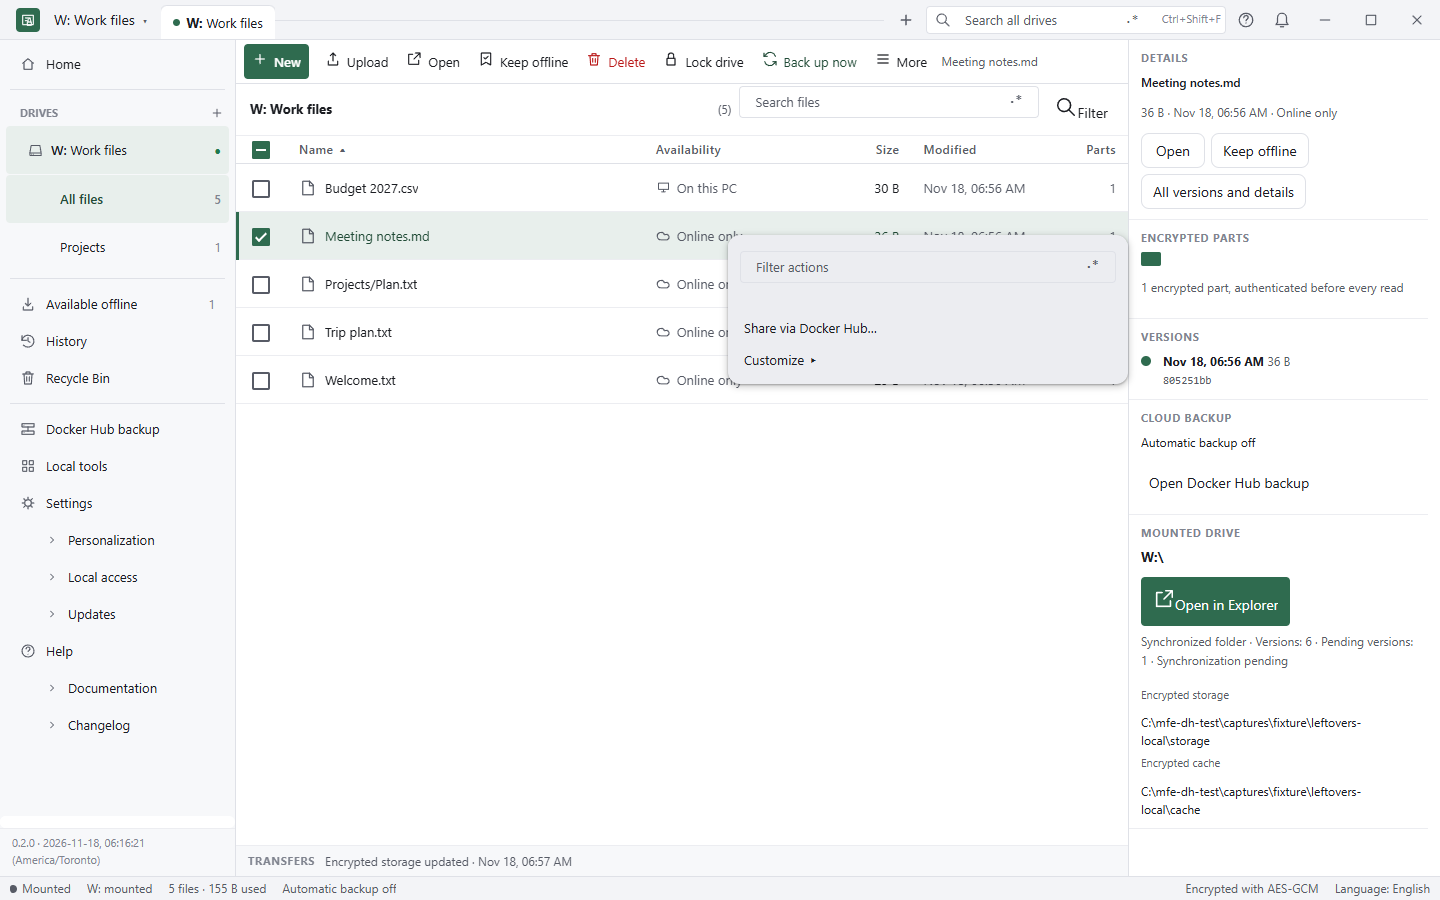 W: Work files
W: Work files
Search all drives
.*
Ctrl+Shift+F
Home
DRIVES
W: Work files
All files 5
Projects 1
Available offline 1
History
Recycle Bin
Docker Hub backup
Local tools
Settings
Personalization
Local access
Updates
Help
Documentation
Changelog
0.2.0 · 2026-11-18, 06:16:21
(America/Toronto)
New
Upload
Open
Keep offline
Delete
Lock drive
Back up now
More
Meeting notes.md
W: Work files
(5)
Search files
.*
Filter
Name Availability Size Modified Parts
Budget 2027.csv On this PC 30 B Nov 18, 06:56 AM 1
Meeting notes.md Online only
Projects/Plan.txt Online
Trip plan.txt Online
Welcome.txt Online only
Filter actions
.*
Share via Docker Hub...
Customize
TRANSFERS Encrypted storage updated · Nov 18, 06:57 AM
DETAILS
Meeting notes.md
36 B · Nov 18, 06:56 AM · Online only
Open
Keep offline
All versions and details
ENCRYPTED PARTS
1 encrypted part, authenticated before every read
VERSIONS
Nov 18, 06:56 AM 36 B
805251bb
CLOUD BACKUP
Automatic backup off
Open Docker Hub backup
MOUNTED DRIVE
W:\
Open in Explorer
Synchronized folder · Versions: 6 · Pending versions:
1 · Synchronization pending
Encrypted storage
C:\mfe-dh-test\captures\fixture\leftovers-
local\storage
Encrypted cache
C:\mfe-dh-test\captures\fixture\leftovers-
local\cache
Mounted
W: mounted
5 files · 155 B used
Automatic backup off
Encrypted with AES-GCM
Language: English